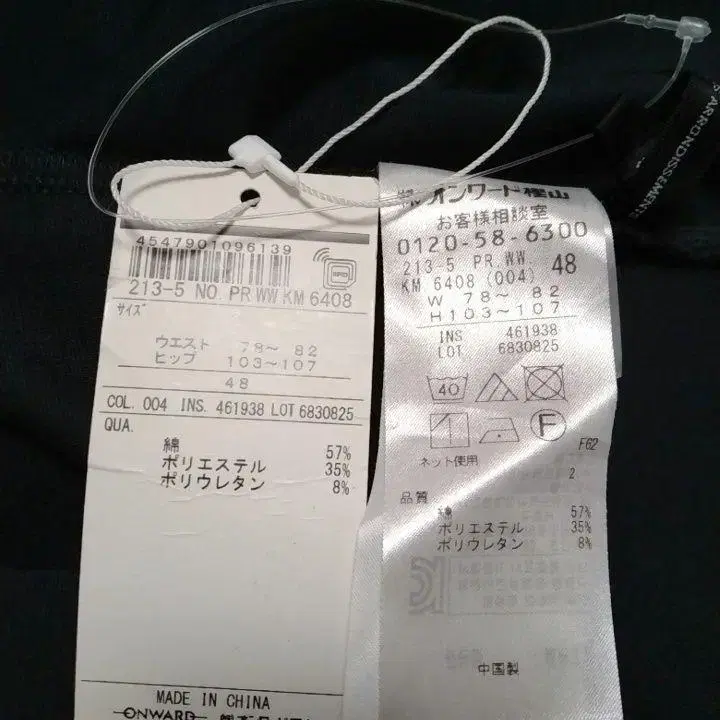 4547901096139
RFID
213-5 NO. PR WW KM 6408
サイズ
ウエスト 78〜 82
ヒップ 103〜107
48
COL. 004 INS. 461938 LOT 6830825
QUA.
綿 57%
ポリエステル 35%
ポリウレタン 8%
MADE IN CHINA
ONWARD
オンワード樫山
お客様相談室
0120-58-6300
213-5 PR.WW.
KM 6408 (004) 48
W 78〜 82
H103〜107
INS 461938
LOT 6830825
40
F
ネット使用
F62
2
品質
綿 57%
ポリエステル 35%
ポリウレタン 8%
中国製
ARRONDISSEMENTS